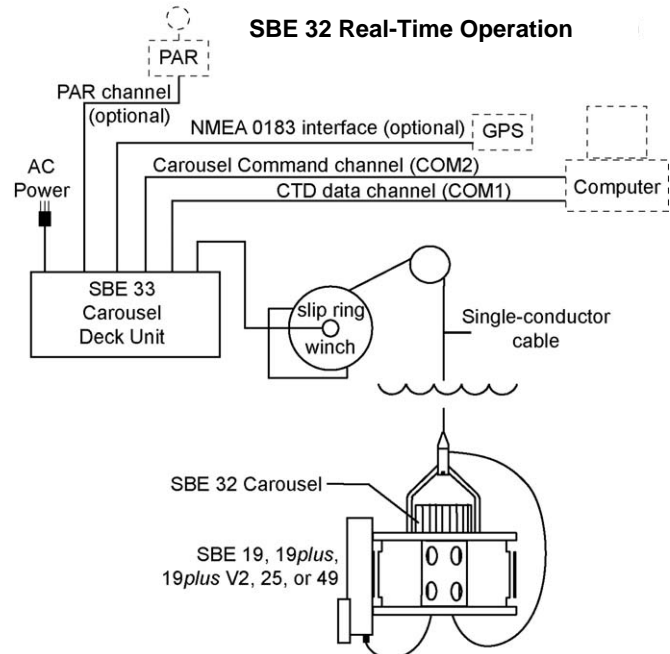 SBE 32 Real-Time Operation
PAR
PAR channel
(optional)
NMEA 0183 interface (optional)
GPS
AC
Power
Carousel Command channel (COM2)
CTD data channel (COM1)
Computer
SBE 33
Carousel
Deck Unit
slip ring
winch
Single-conductor
cable
SBE 32 Carousel
SBE 19, 19plus,
19plus V2, 25, or 49